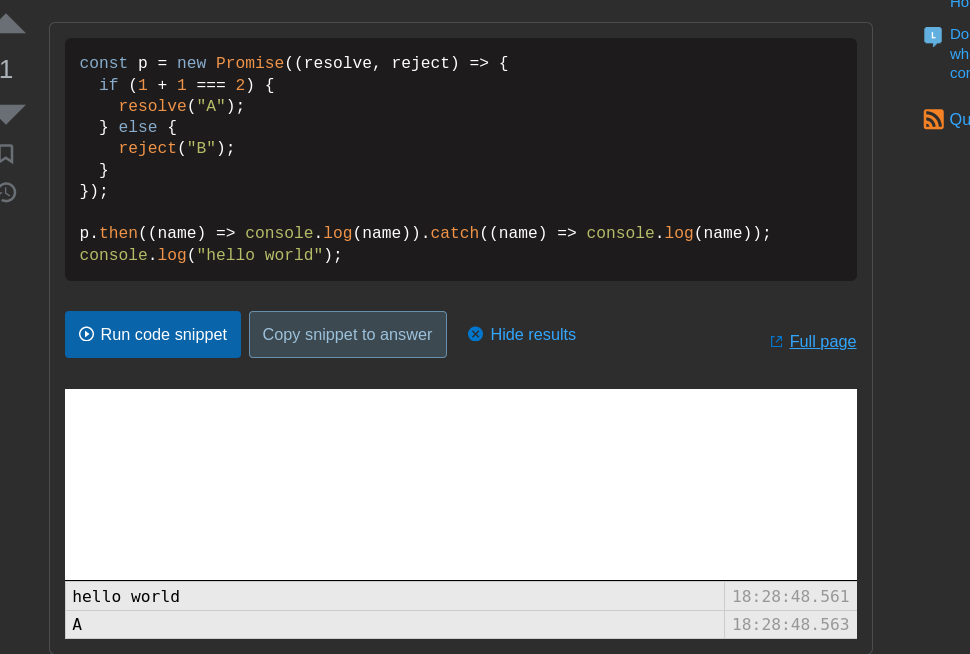 1
const p = new Promise((resolve, reject) => {
  if (1 + 1 === 2) {
    resolve("A");
  } else {
    reject("B");
  }
});
p.then((name) => console.log(name)).catch((name) => console.log(name));
console.log("hello world");
Run code snippet Copy snippet to answer Hide results Full page
hello world 18:28:48.561
A 18:28:48.563
Ho
Do
wh
Qu